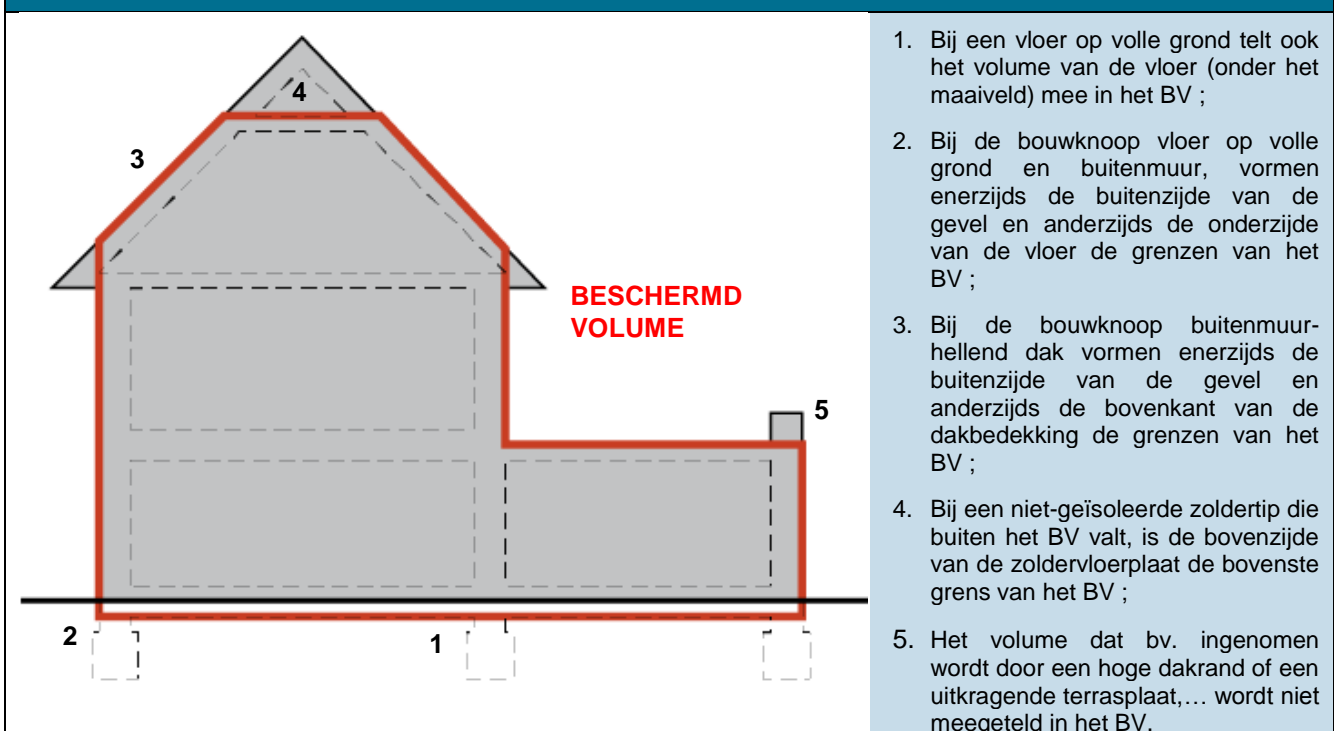 4
3
BESCHERMD
VOLUME
5
2
1
1. Bij een vloer op volle grond telt ook
het volume van de vloer (onder het
maaiveld) mee in het BV ;
2. Bij de bouwknoop vloer op volle
grond en buitenmuur, vormen
enerzijds de buitenzijde van de
gevel en anderzijds de onderzijde
van de vloer de grenzen van het
BV ;
3. Bij de bouwknoop buitenmuur-
hellend dak vormen enerzijds de
buitenzijde van de gevel en
anderzijds de bovenkant van de
dakbedekking de grenzen van het
BV ;
4. Bij een niet-geïsoleerde zoldertip die
buiten het BV valt, is de bovenzijde
van de zoldervloerplaat de bovenste
grens van het BV ;
5. Het volume dat bv. ingenomen
wordt door een hoge dakrand of een
uitkragende terrasplaat,… wordt niet
meegeteld in het BV.